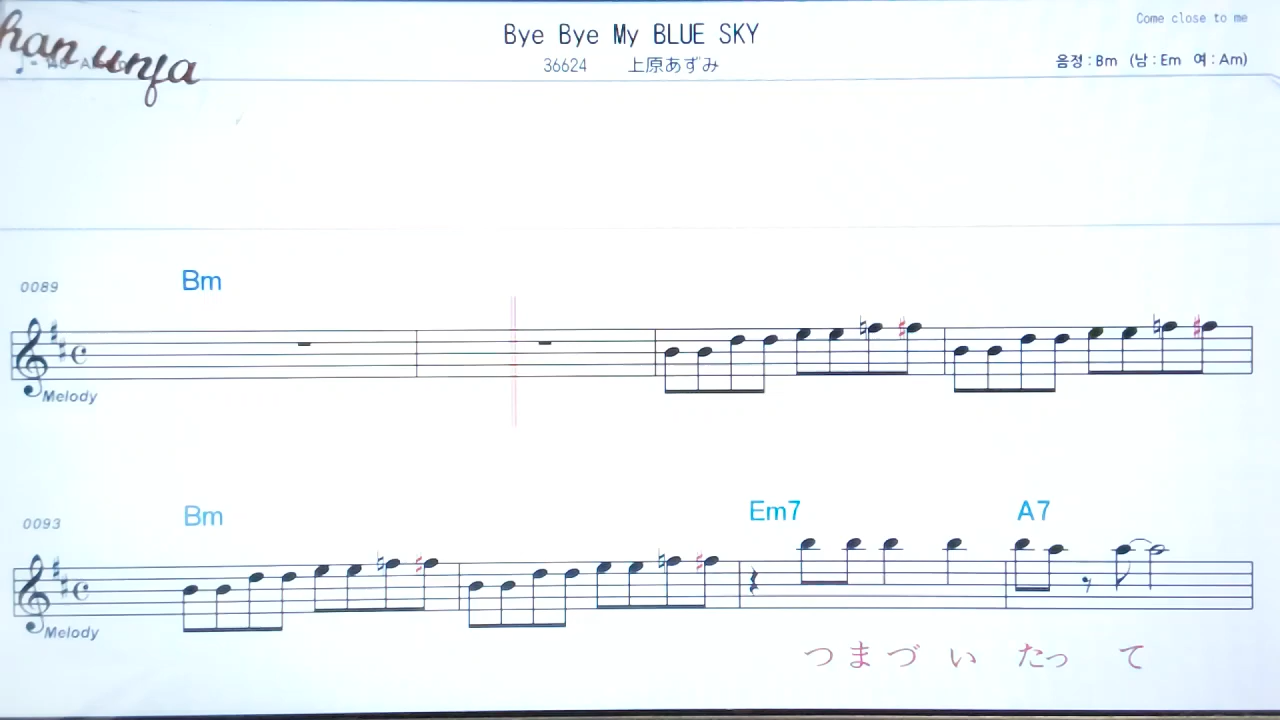 Come close to me
Bye Bye My BLUE SKY
han unfa
36624 上原あずみ
음정 : Bm (남 : Em 여 : Am)
0089 Bm
Melody
0093 Bm Em7 A7
Melody
つ ま づ い たっ て